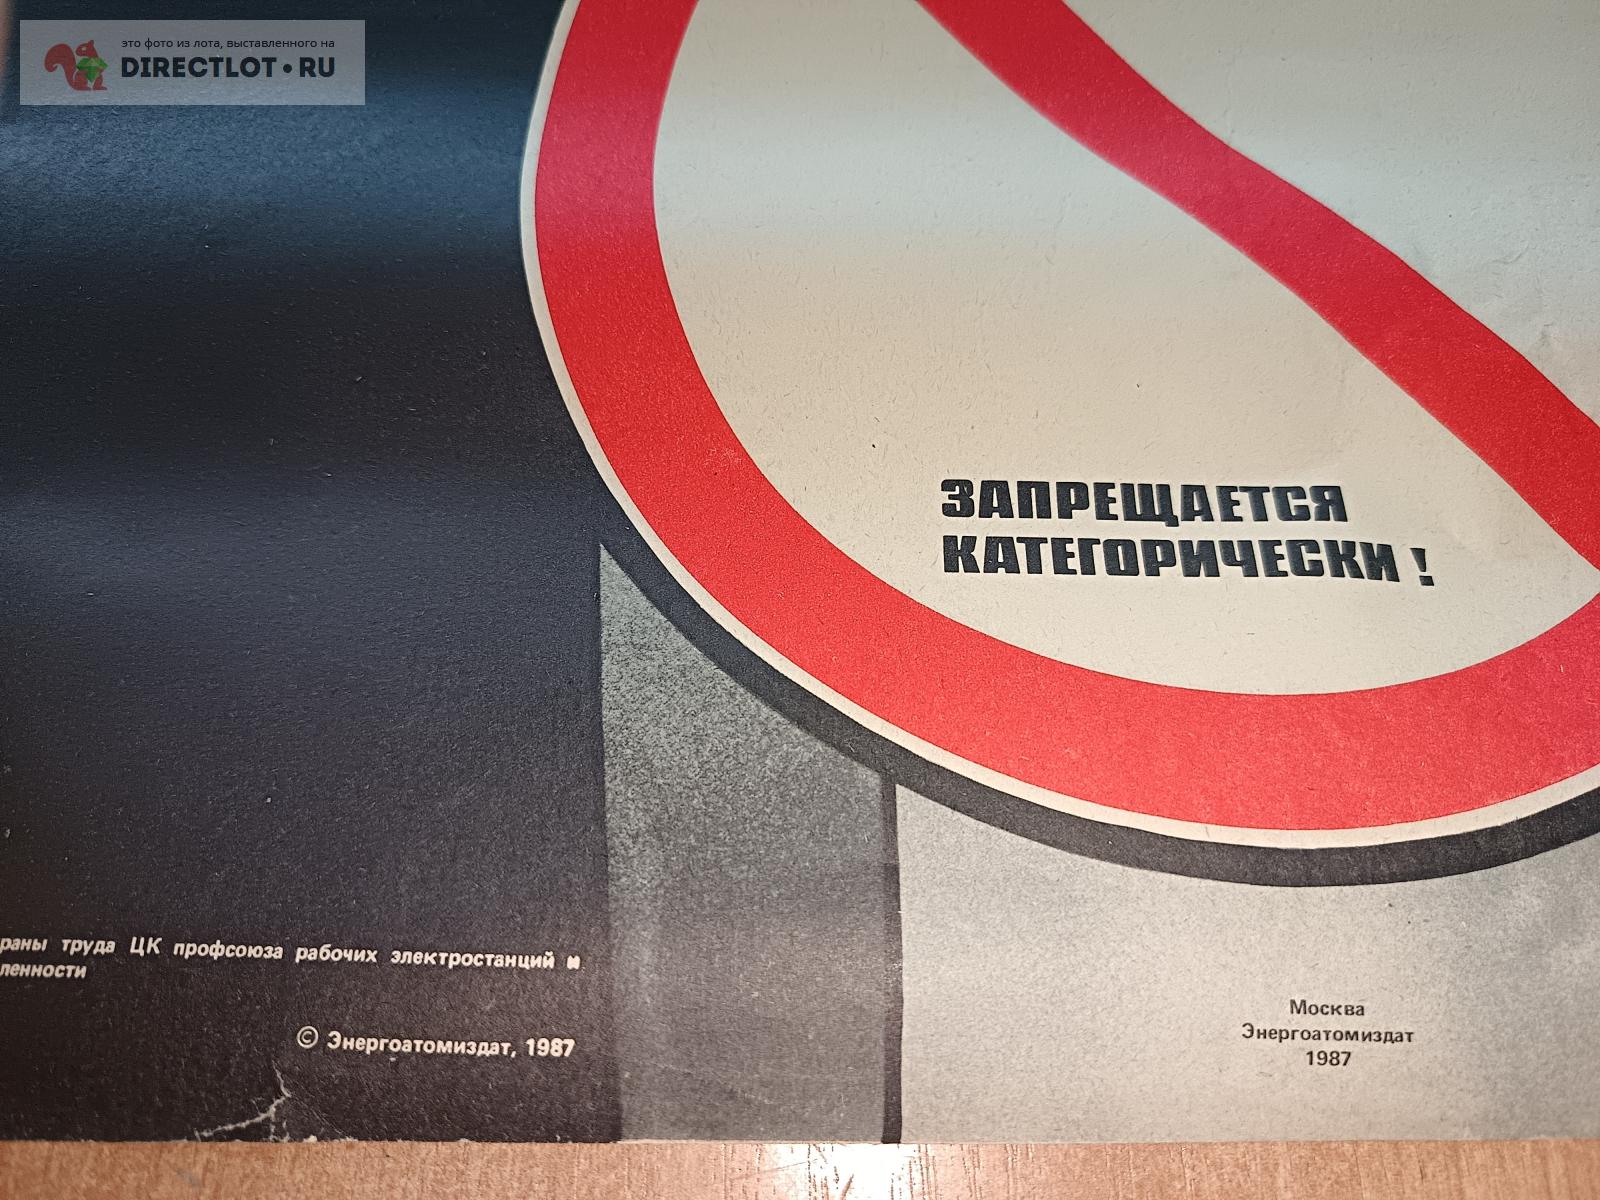 это фото из лота, выставленного на
DIRECTLOT.RU
ЗАПРЕЩАЕТСЯ
КАТЕГОРИЧЕСКИ !
раны труда ЦК профсоюза рабочих электростанций и
ленности
© Энергоатомиздат, 1987
Москва
Энергоатомиздат
1987